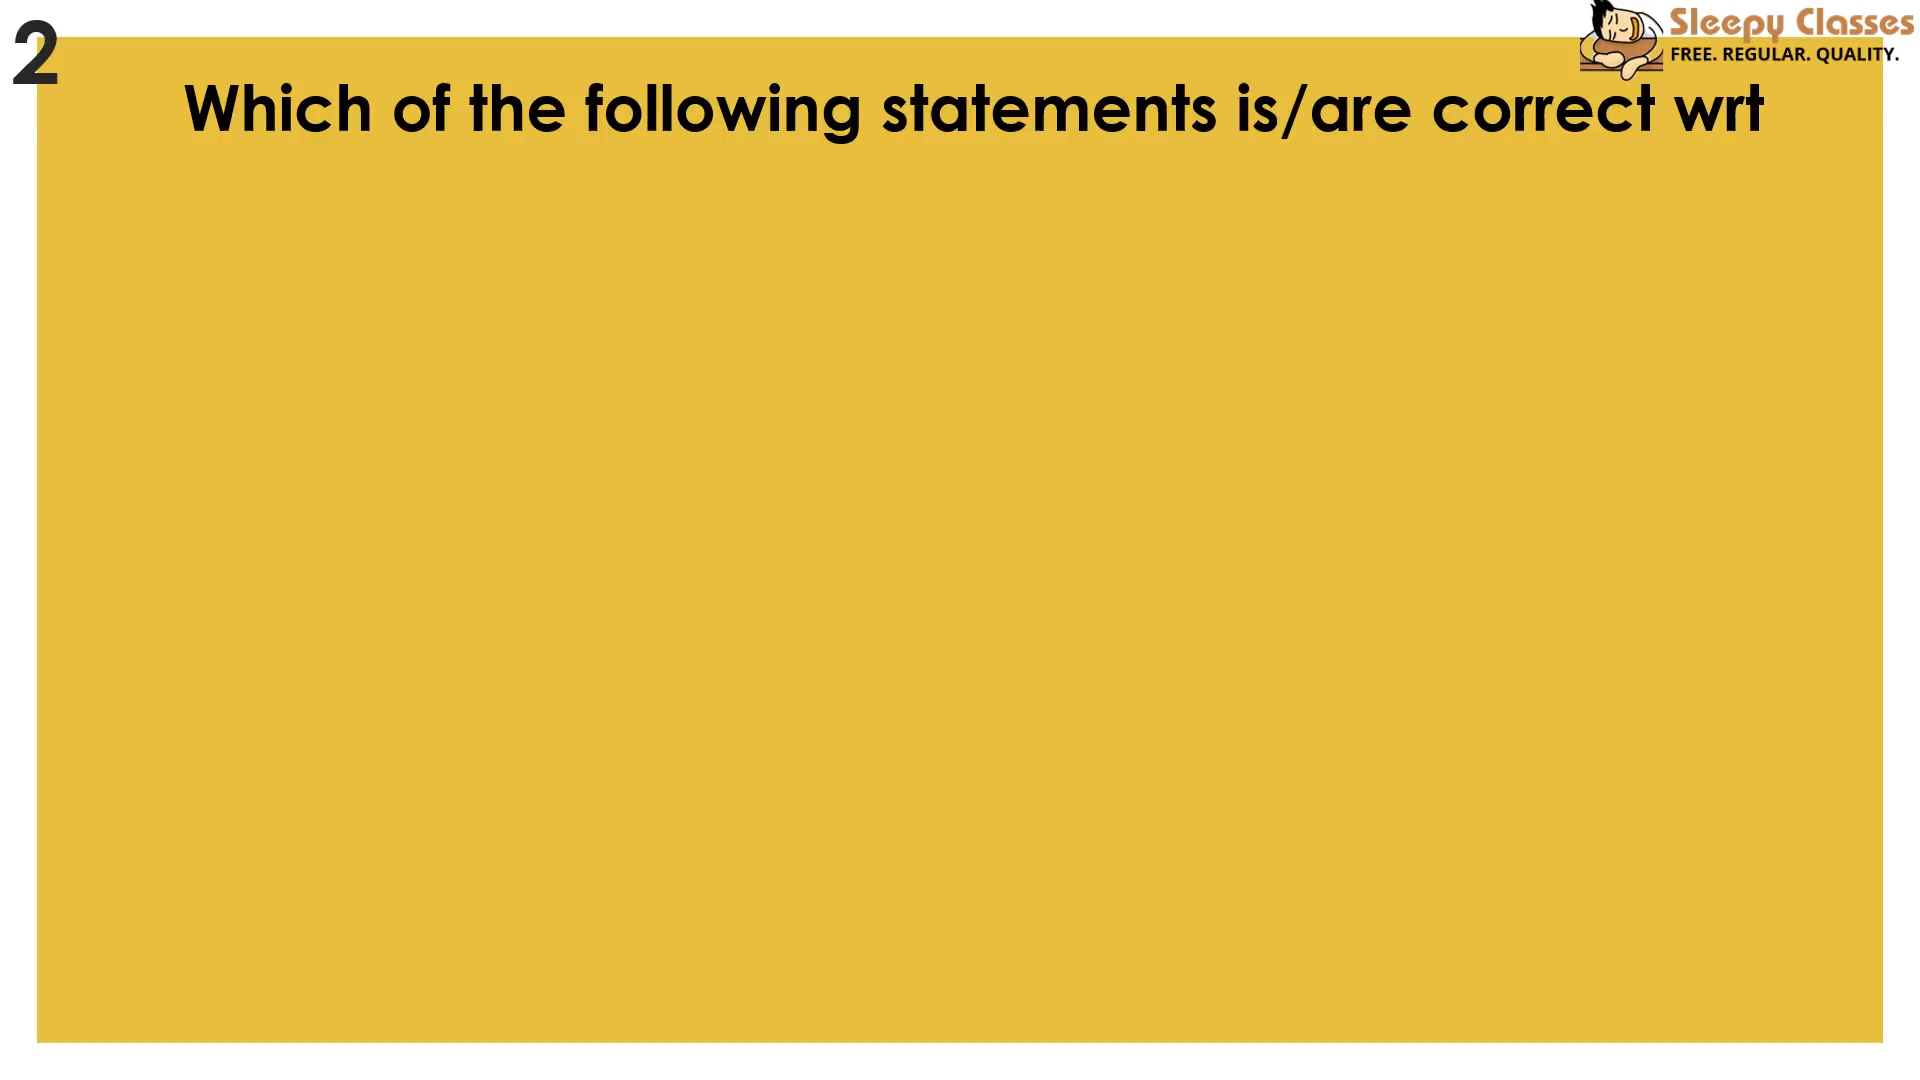 2
Sleepy Classes
FREE. REGULAR. QUALITY.
Which of the following statements is/are correct wrt